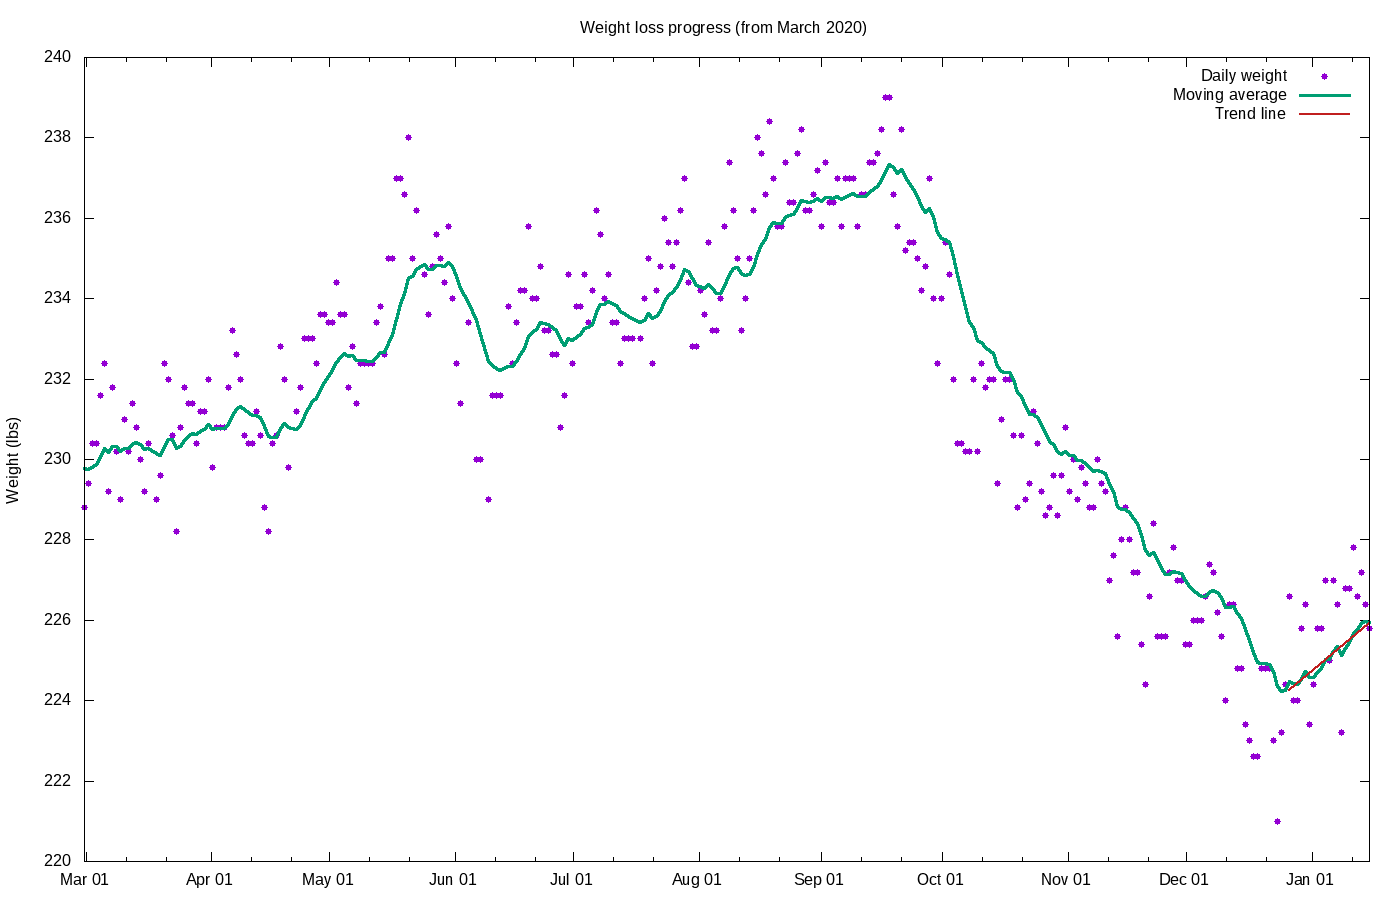 Weight loss progress (from March 2020)
Daily weight
Moving average
Trend line
Weight (lbs)
240
238
236
234
232
230
228
226
224
222
220
Mar 01 Apr 01 May 01 Jun 01 Jul 01 Aug 01 Sep 01 Oct 01 Nov 01 Dec 01 Jan 01